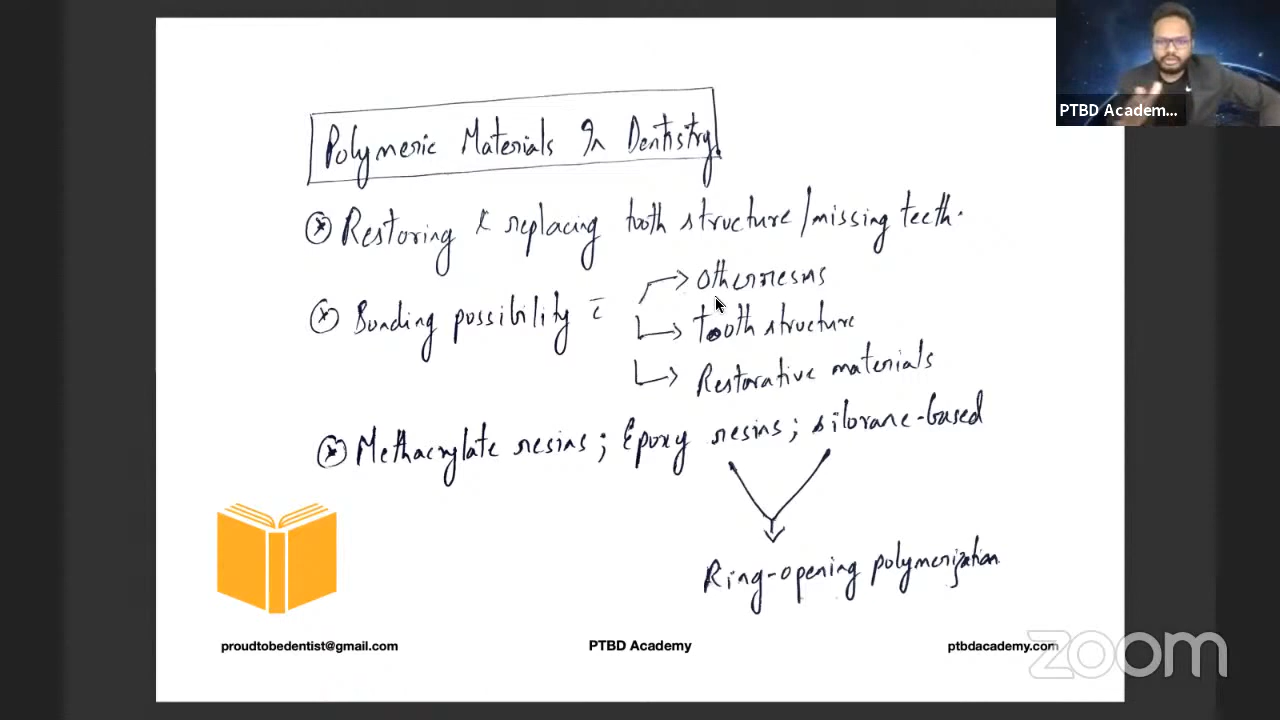 PTBD Academ...
Polymeric Materials In Dentistry.
Restoring & replacing tooth structure/missing teeth.
Bonding possibility c̄
→ Other resins
→ Tooth structure
→ Restorative materials
Methacrylate resins; Epoxy resins; silorane-based
Ring-opening polymerization
proudtobedentist@gmail.com
PTBD Academy
ptbdacademy.com
zoom